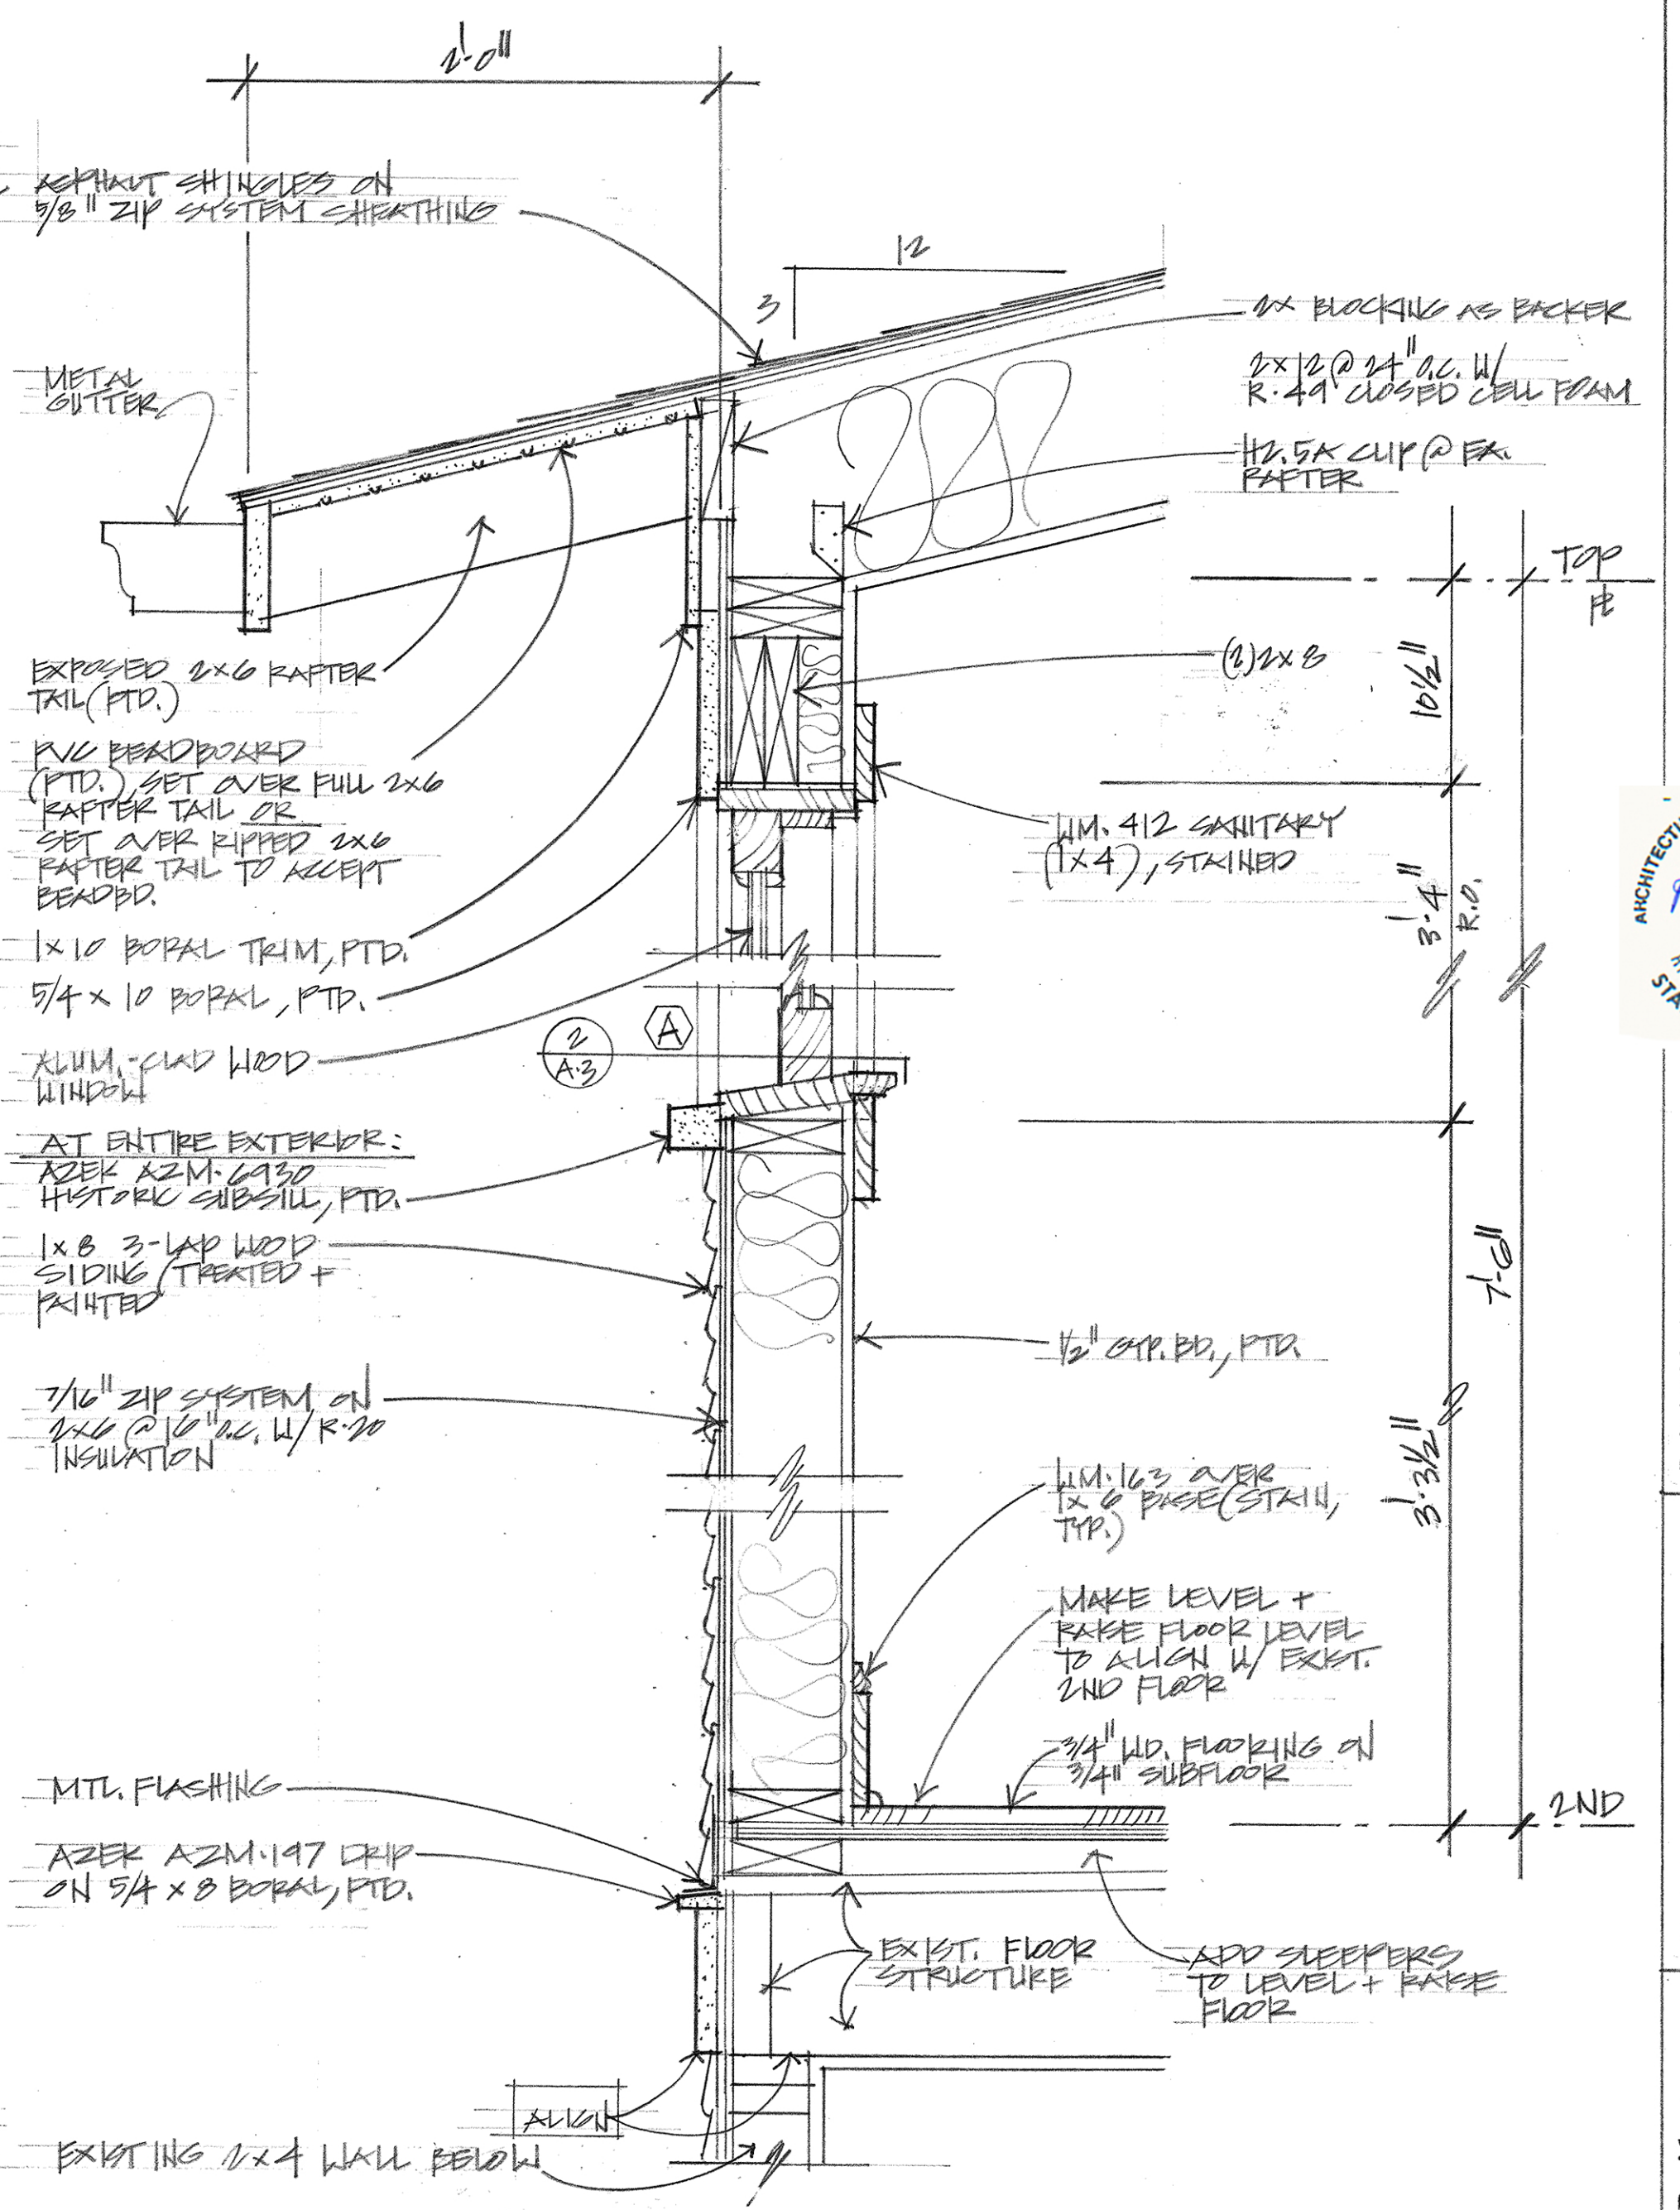 2'-0"
ASPHALT SHINGLES ON
5/8" ZIP SYSTEM SHEATHING
12
3
2X BLOCKING AS BACKER
2X12 @ 24" O.C. W/
R-49 CLOSED CELL FOAM
H2.5A CLIP @ EA.
RAFTER
METAL
GUTTER
TOP
PL
EXPOSED 2X6 RAFTER
TAIL (PTD.)
(2) 2X8
10 1/2"
PVC BEADBOARD
(PTD.), SET OVER FULL 2X6
RAFTER TAIL OR
SET OVER RIPPED 2X6
RAFTER TAIL TO ACCEPT
BEADBD.
WM. 412 SANITARY
(1X4), STAINED
3'-4"
R.O.
1X10 BORAL TRIM, PTD.
5/4 X 10 BORAL, PTD.
ALUM.-CLAD WOOD
WINDOW
2
A.3
A
AT ENTIRE EXTERIOR:
AZEK AZM-6930
HISTORIC SUBSILL, PTD.
1X8 3-LAP WOOD
SIDING (TREATED +
PAINTED
7'-6"
1/2" GYP. BD., PTD.
7/16" ZIP SYSTEM ON
2X6 @ 16" O.C. W/ R-20
INSULATION
3'-3 1/2"
WM-163 OVER
1X6 BASE (STAIN,
TYP.)
MAKE LEVEL +
RAISE FLOOR LEVEL
TO ALIGN W/ EXIST.
2ND FLOOR
3/4" WD. FLOORING ON
3/4" SUBFLOOR
2ND
MTL. FLASHING
AZEK AZM-197 DRIP
ON 5/4 X 8 BORAL, PTD.
EXIST. FLOOR
STRUCTURE
ADD SLEEPERS
TO LEVEL + RAISE
FLOOR
ALIGN
EXISTING 2X4 WALL BELOW